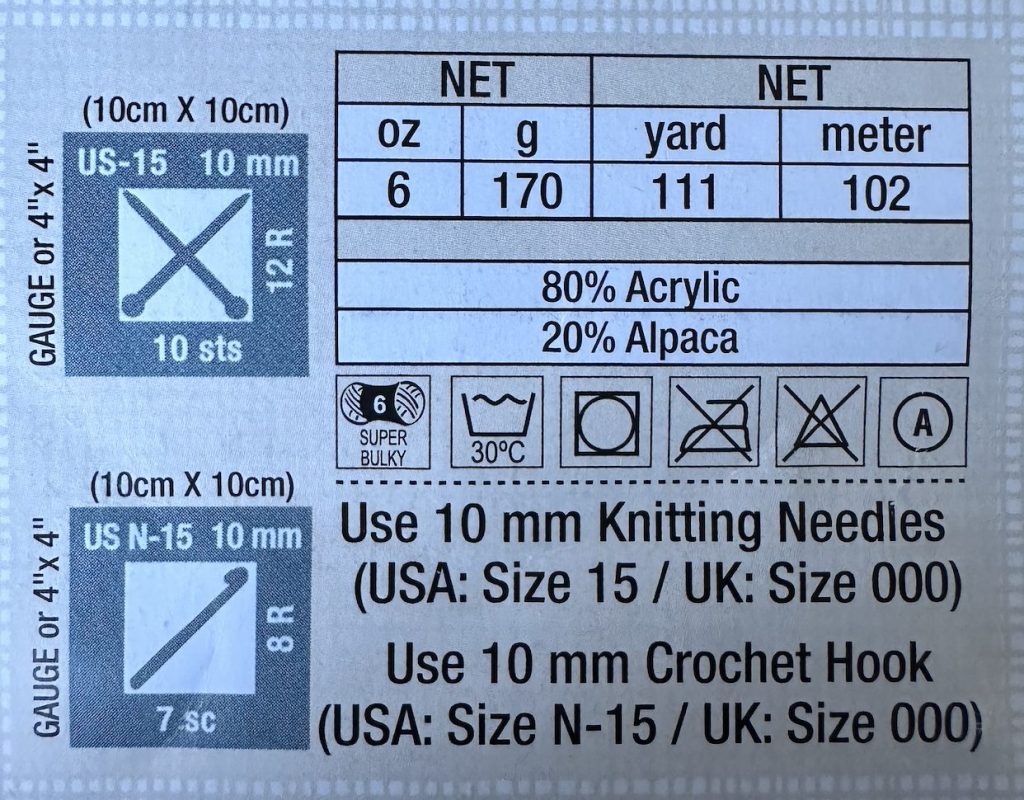 (10cm X 10cm)
GAUGE or 4"x 4"
US-15 10 mm
12 R
10 sts
NET NET
oz g yard meter
6 170 111 102
80% Acrylic
20% Alpaca
6
SUPER
BULKY
30ºC
A
(10cm X 10cm)
GAUGE or 4"x 4"
US N-15 10 mm
8 R
7 sc
Use 10 mm Knitting Needles
(USA: Size 15 / UK: Size 000)
Use 10 mm Crochet Hook
(USA: Size N-15 / UK: Size 000)